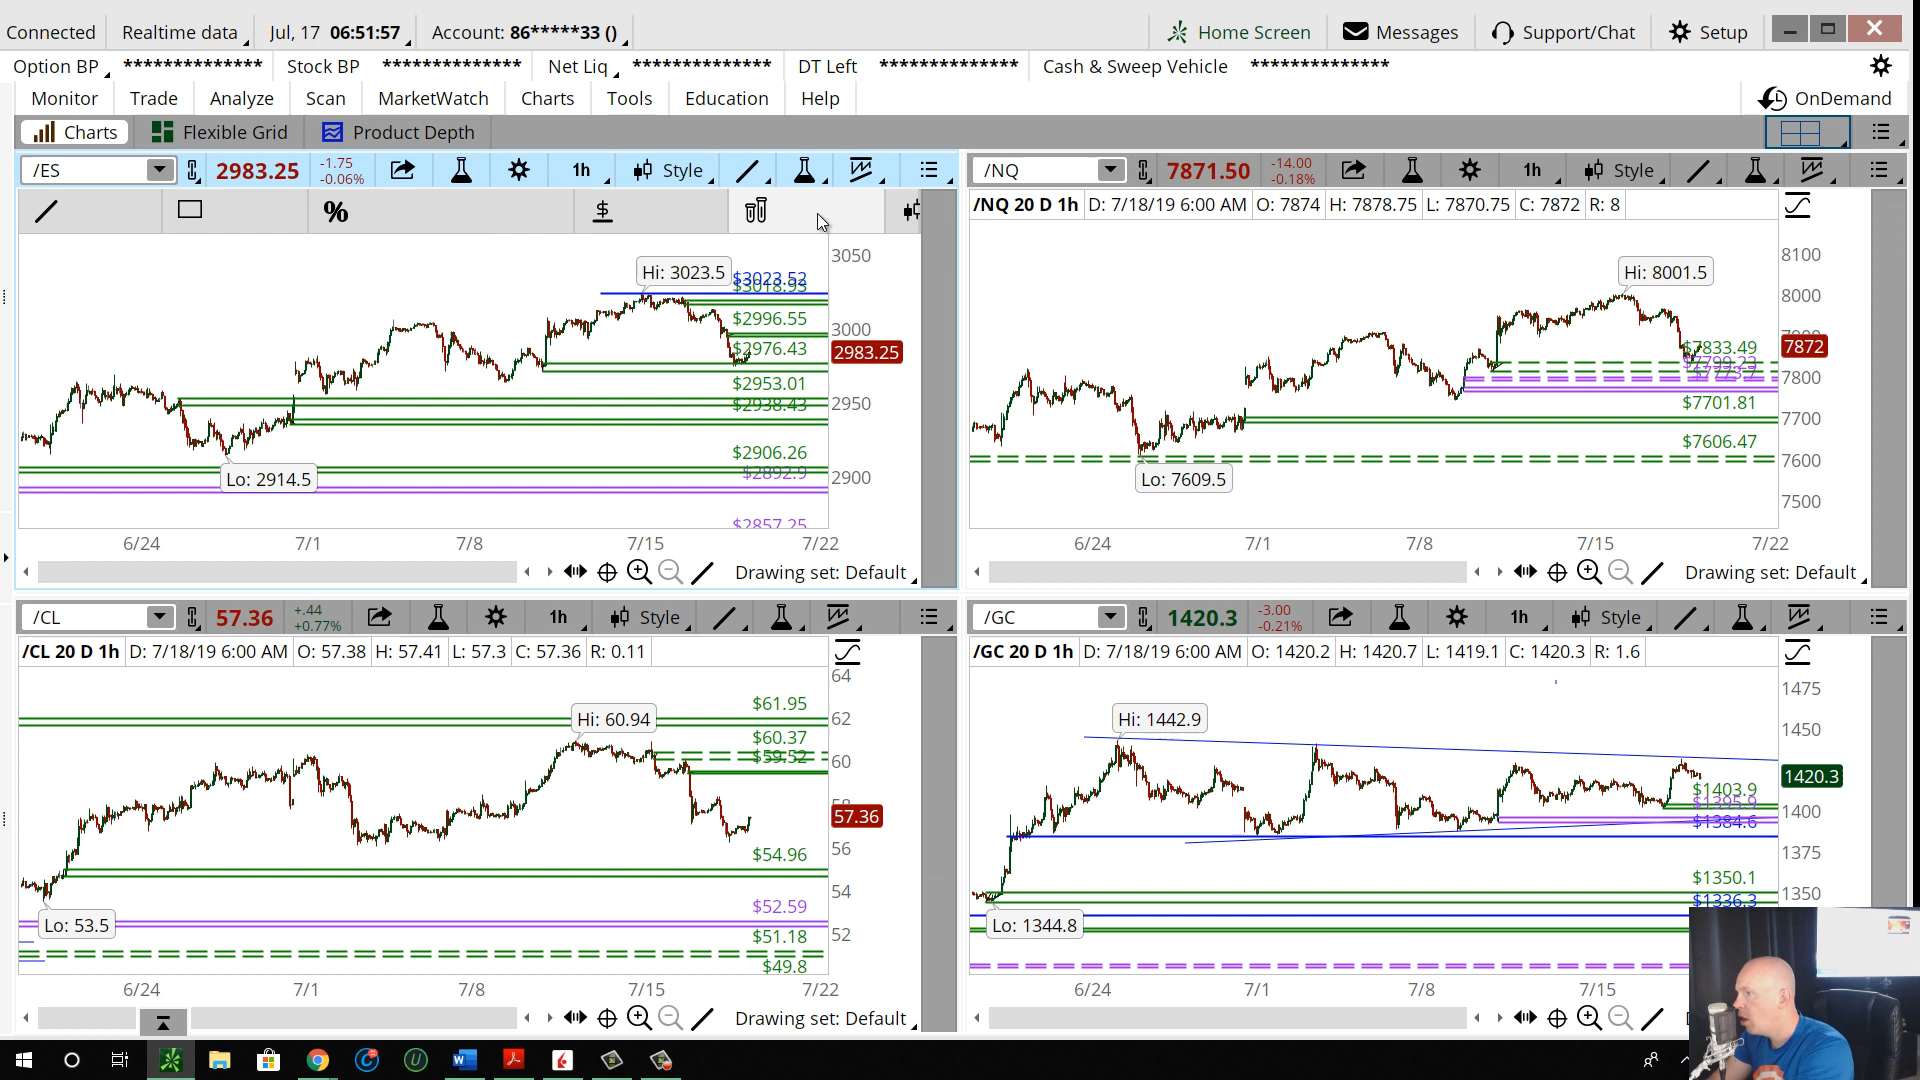 Connected Realtime data Jul, 17 06:51:57 Account: 86*****33 () Home Screen Messages Support/Chat Setup
Option BP ************** Stock BP ************** Net Liq ************** DT Left ************** Cash & Sweep Vehicle **************
Monitor Trade Analyze Scan MarketWatch Charts Tools Education Help OnDemand
Charts Flexible Grid Product Depth
/ES 2983.25 -1.75 -0.06% 1h Style
% $
3050
Hi: 3023.5 $3023.52
$3018.93
$2996.55
3000
$2976.43 2983.25
$2953.01
$2938.43 2950
$2906.26
$2892.9 2900
Lo: 2914.5
$2857.25
6/24 7/1 7/8 7/15 7/22
Drawing set: Default
/NQ 7871.50 -14.00 -0.18% 1h Style
/NQ 20 D 1h D: 7/18/19 6:00 AM O: 7874 H: 7878.75 L: 7870.75 C: 7872 R: 8
8100
Hi: 8001.5
8000
7872
$7833.49
$7799.23
7800
$7701.81
7700
$7606.47
7600
Lo: 7609.5
7500
6/24 7/1 7/8 7/15 7/22
Drawing set: Default
/CL 57.36 +.44 +0.77% 1h Style
/CL 20 D 1h D: 7/18/19 6:00 AM O: 57.38 H: 57.41 L: 57.3 C: 57.36 R: 0.11
64
$61.95
Hi: 60.94 62
$60.37
$59.52 60
57.36
$54.96 56
54
$52.59
Lo: 53.5
$51.18 52
$49.8
6/24 7/1 7/8 7/15 7/22
Drawing set: Default
/GC 1420.3 -3.00 -0.21% 1h Style
/GC 20 D 1h D: 7/18/19 6:00 AM O: 1420.2 H: 1420.7 L: 1419.1 C: 1420.3 R: 1.6
1475
Hi: 1442.9
1450
1420.3
$1403.9
$1395.9
1400
$1384.6
1375
$1350.1
1350
$1336.3
Lo: 1344.8
6/24 7/1 7/8 7/15